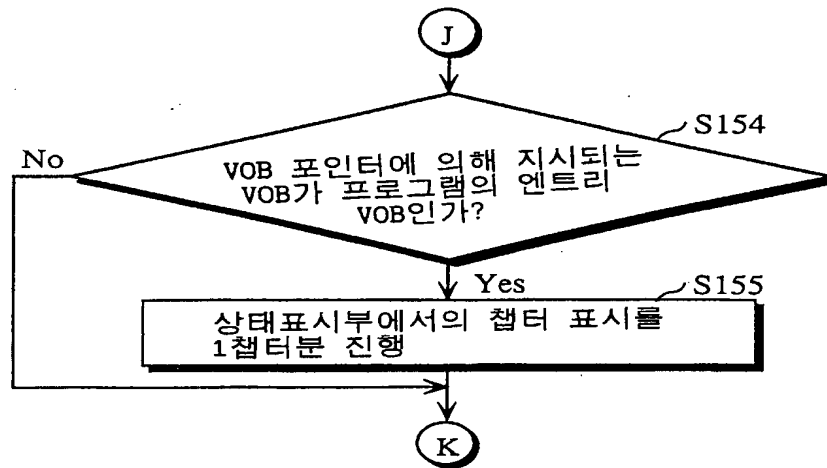 J
S154
No
VOB 포인터에 의해 지시되는
VOB가 프로그램의 엔트리
VOB인가?
Yes
S155
상태표시부에서의 챕터 표시를
1챕터분 진행
K